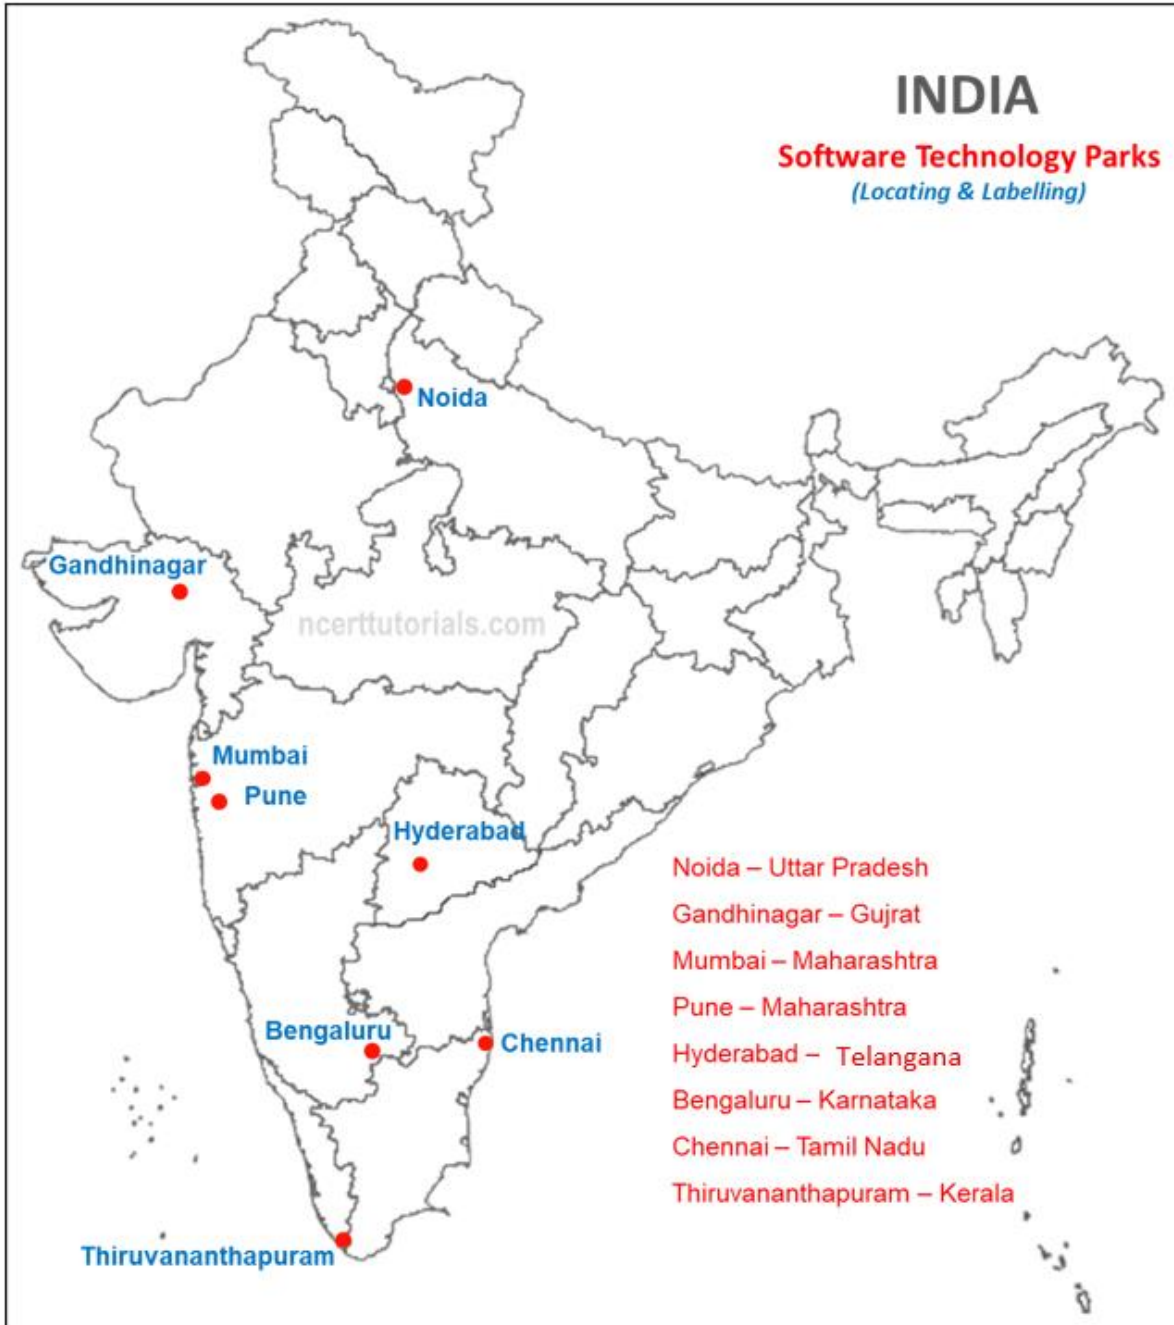 INDIA
Software Technology Parks
(Locating & Labelling)
Noida
Gandhinagar
ncerttutorials.com
Mumbai
Pune
Hyderabad
Bengaluru
Chennai
Thiruvananthapuram
Noida – Uttar Pradesh
Gandhinagar – Gujrat
Mumbai – Maharashtra
Pune – Maharashtra
Hyderabad – Telangana
Bengaluru – Karnataka
Chennai – Tamil Nadu
Thiruvananthapuram – Kerala